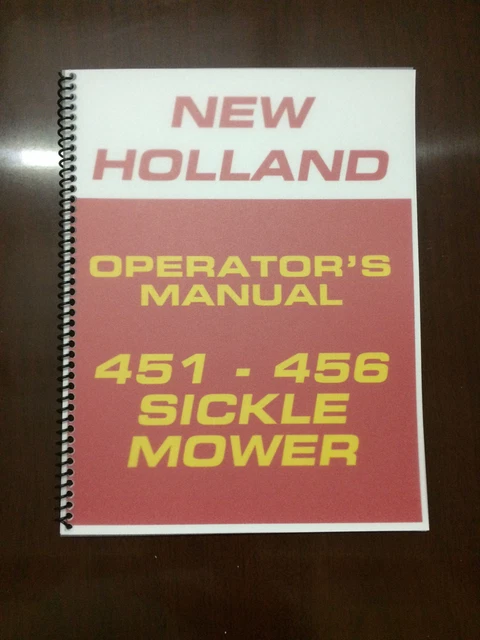 NEW
HOLLAND
OPERATOR'S
MANUAL
451 - 456
SICKLE
MOWER